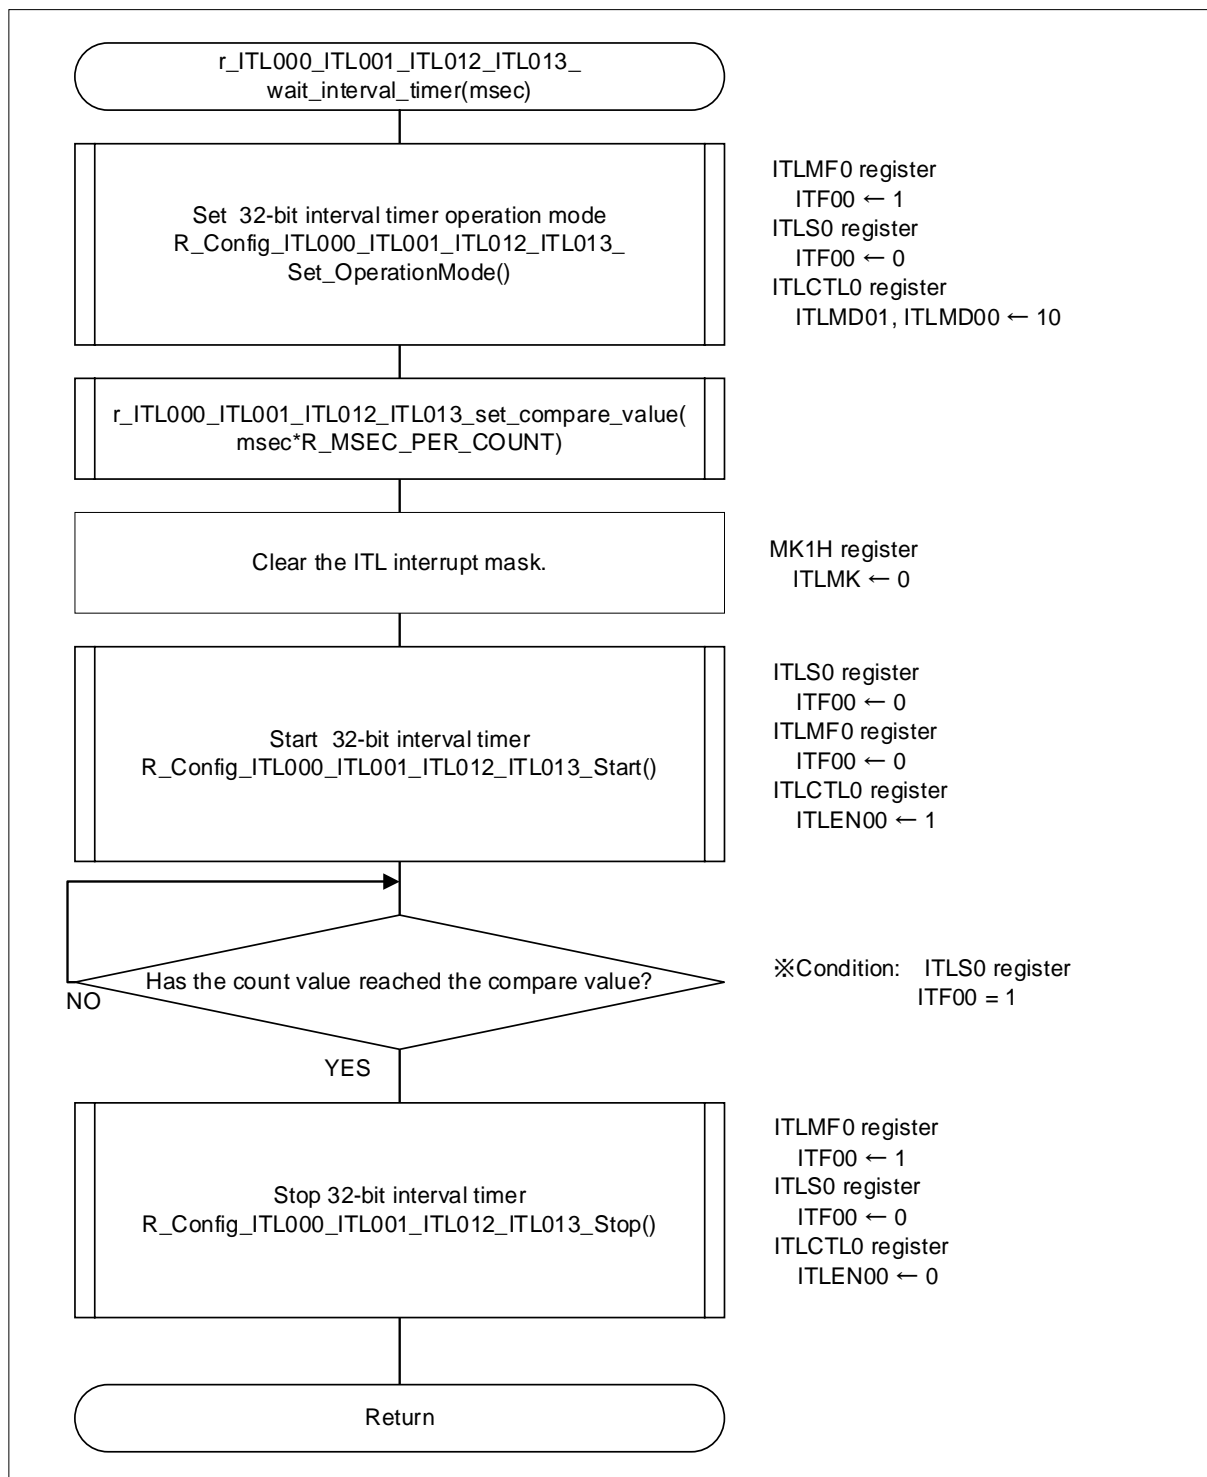 r_ITL000_ITL001_ITL012_ITL013_
wait_interval_timer(msec)
Set 32-bit interval timer operation mode
R_Config_ITL000_ITL001_ITL012_ITL013_
Set_OperationMode()
ITLMF0 register
ITF00 ← 1
ITLS0 register
ITF00 ← 0
ITLCTL0 register
ITLMD01, ITLMD00 ← 10
r_ITL000_ITL001_ITL012_ITL013_set_compare_value(
msec*R_MSEC_PER_COUNT)
Clear the ITL interrupt mask.
MK1H register
ITLMK ← 0
Start 32-bit interval timer
R_Config_ITL000_ITL001_ITL012_ITL013_Start()
ITLS0 register
ITF00 ← 0
ITLMF0 register
ITF00 ← 0
ITLCTL0 register
ITLEN00 ← 1
Has the count value reached the compare value?
NO
YES
※Condition: ITLS0 register
ITF00 = 1
Stop 32-bit interval timer
R_Config_ITL000_ITL001_ITL012_ITL013_Stop()
ITLMF0 register
ITF00 ← 1
ITLS0 register
ITF00 ← 0
ITLCTL0 register
ITLEN00 ← 0
Return